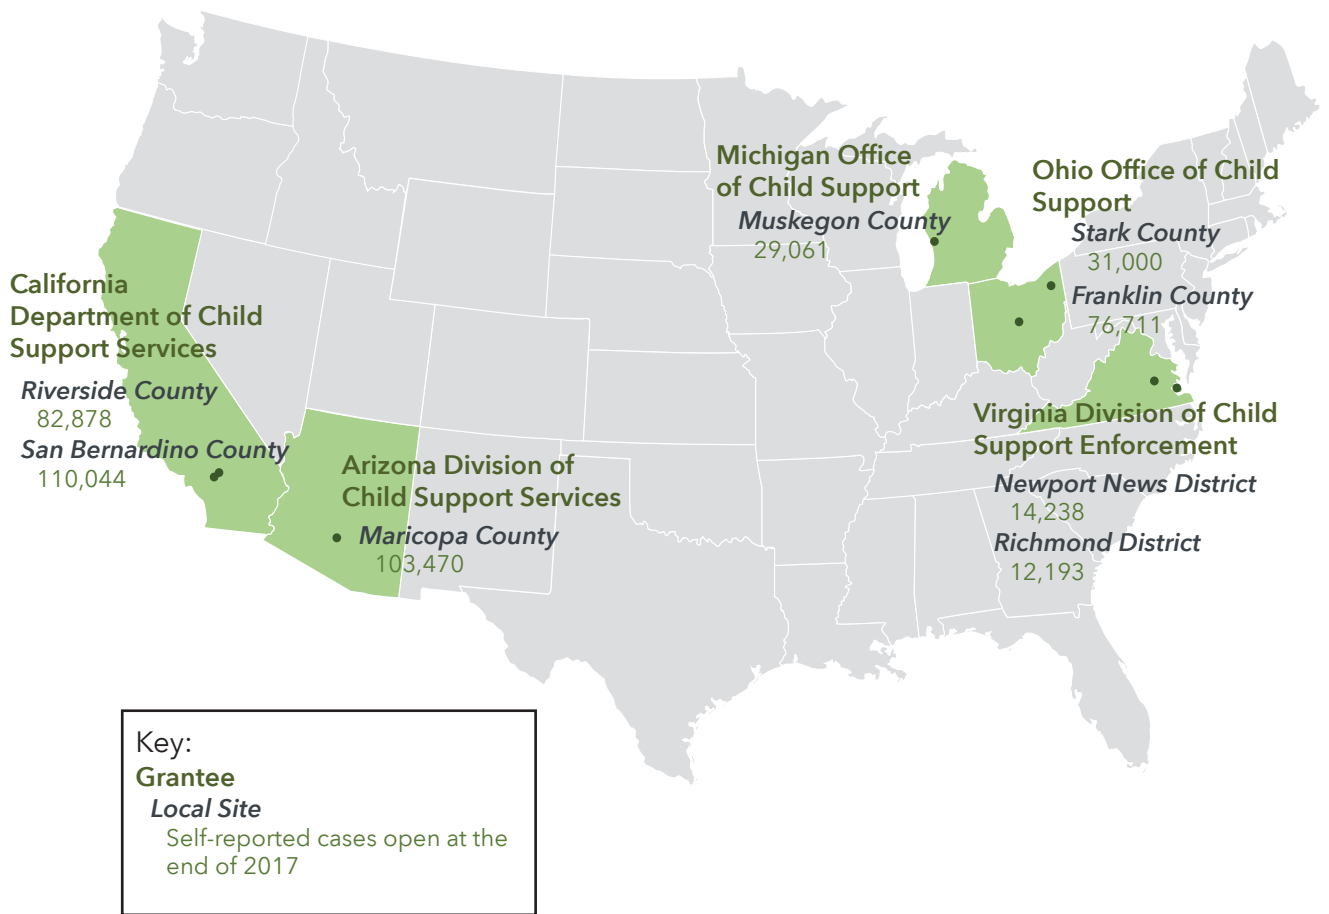 Michigan Office
of Child Support
Muskegon County
29,061
Ohio Office of Child
Support
Stark County
31,000
Franklin County
76,711
California
Department of Child
Support Services
Riverside County
82,878
San Bernardino County
110,044
Arizona Division of
Child Support Services
Maricopa County
103,470
Virginia Division of Child
Support Enforcement
Newport News District
14,238
Richmond District
12,193
Key:
Grantee
Local Site
Self-reported cases open at the
end of 2017